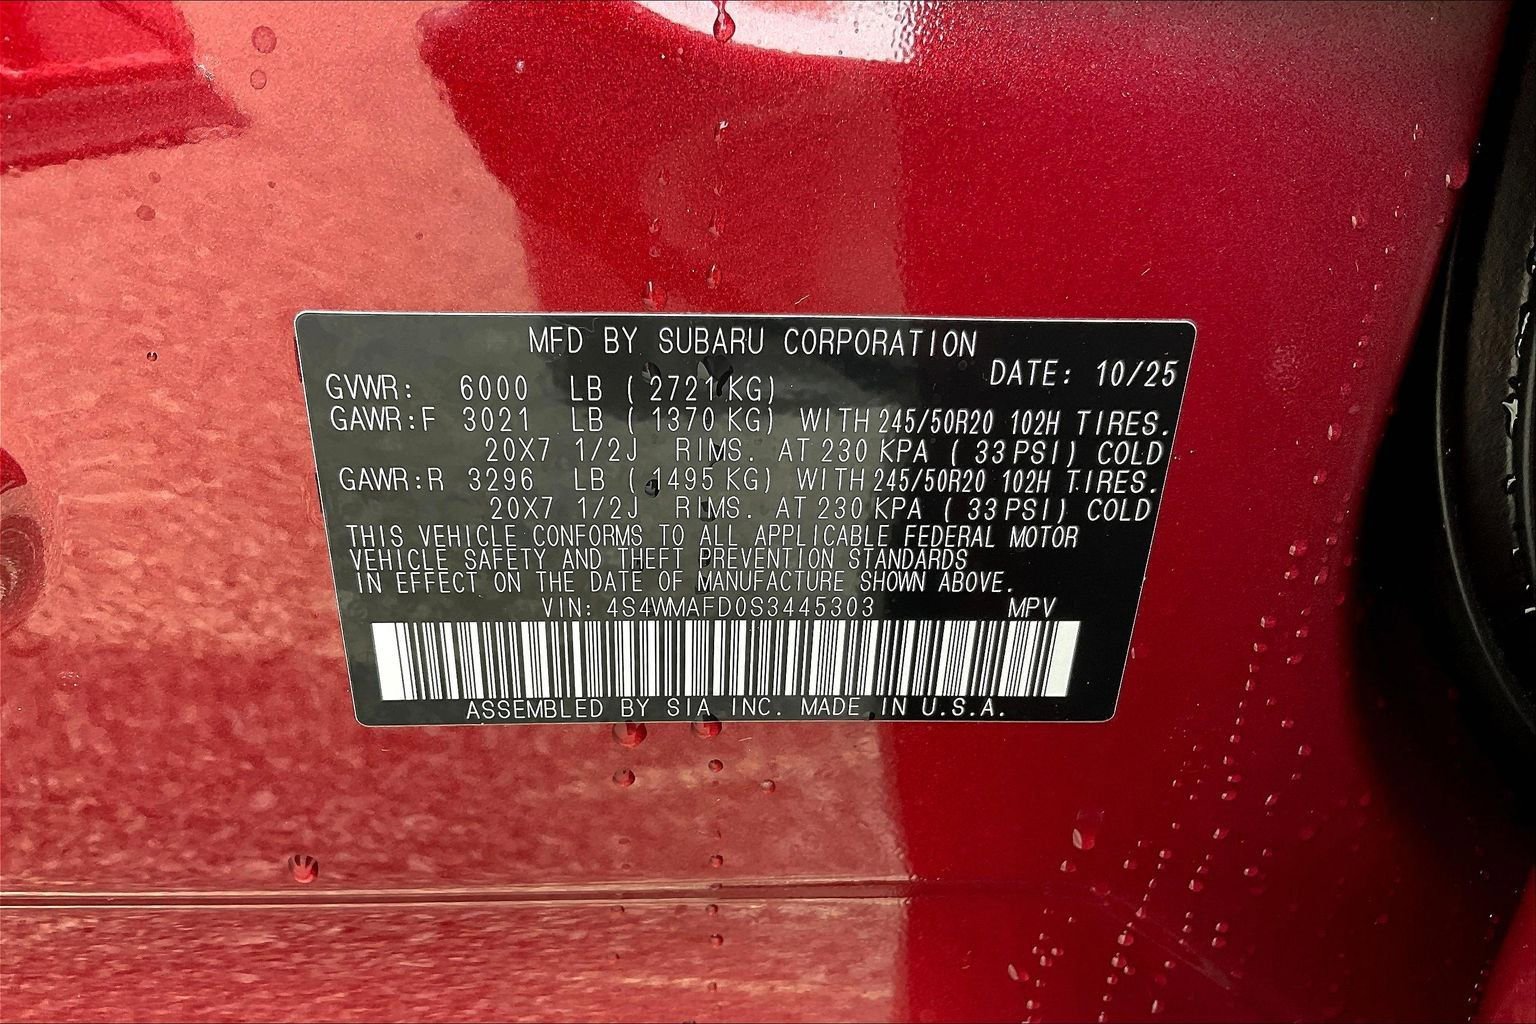 MFD BY SUBARU CORPORATION
DATE: 10/25
GVWR: 6000 LB ( 2721 KG)
GAWR:F 3021 LB ( 1370 KG) WITH 245/50R20 102H TIRES.
20X7 1/2J RIMS. AT 230 KPA ( 33 PSI) COLD
GAWR:R 3296 LB ( 1495 KG) WITH 245/50R20 102H TIRES.
20X7 1/2J RIMS. AT 230 KPA ( 33 PSI) COLD
THIS VEHICLE CONFORMS TO ALL APPLICABLE FEDERAL MOTOR
VEHICLE SAFETY AND THEFT PREVENTION STANDARDS
IN EFFECT ON THE DATE OF MANUFACTURE SHOWN ABOVE.
VIN: 4S4WMAFD0S3445303 MPV
ASSEMBLED BY SIA INC. MADE IN U.S.A.